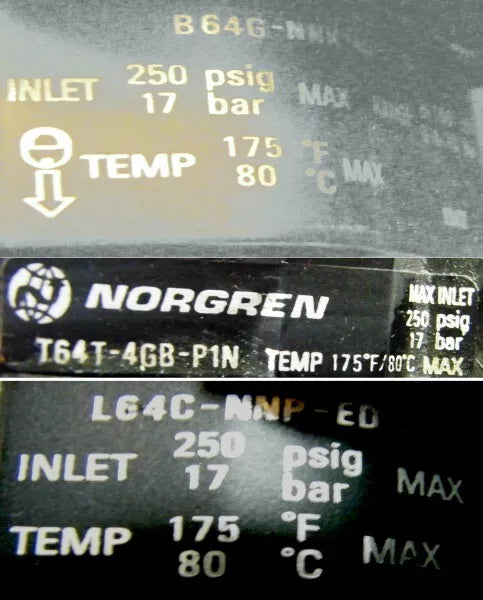 B64G-NN
INLET 250 psig
17 bar MAX
TEMP 175 °F
80 °C MAX
NORGREN
MAX INLET
250 psig
17 bar
T64T-4GB-P1N TEMP 175°F/80°C MAX
L64C-NNP-ED
INLET 250 psig
17 bar MAX
TEMP 175 °F
80 °C MAX